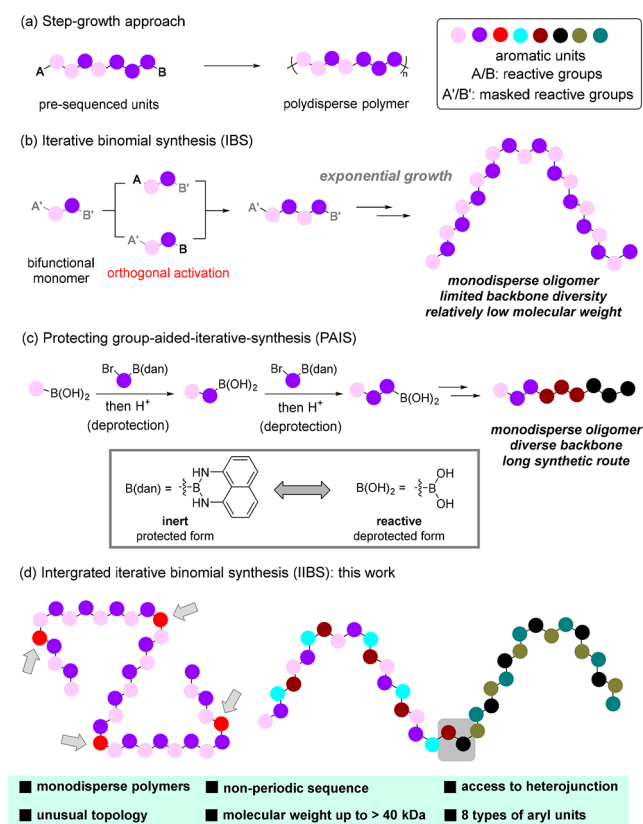 (a) Step-growth approach
A
B
pre-sequenced units
n
polydisperse polymer
aromatic units
A/B: reactive groups
A'/B': masked reactive groups
(b) Iterative binomial synthesis (IBS)
A'
B'
bifunctional
monomer
A
B'
A'
B
orthogonal activation
A'
B'
exponential growth
monodisperse oligomer
limited backbone diversity
relatively low molecular weight
(c) Protecting group-aided-iterative-synthesis (PAIS)
B(OH)2
Br B(dan)
then H+
(deprotection)
B(OH)2
Br B(dan)
then H+
(deprotection)
B(OH)2
monodisperse oligomer
diverse backbone
long synthetic route
B(dan) =
HN
B
HN
inert
protected form
B(OH)2 =
OH
B
OH
reactive
deprotected form
(d) Intergrated iterative binomial synthesis (IIBS): this work
monodisperse polymers
non-periodic sequence
access to heterojunction
unusual topology
molecular weight up to > 40 kDa
8 types of aryl units